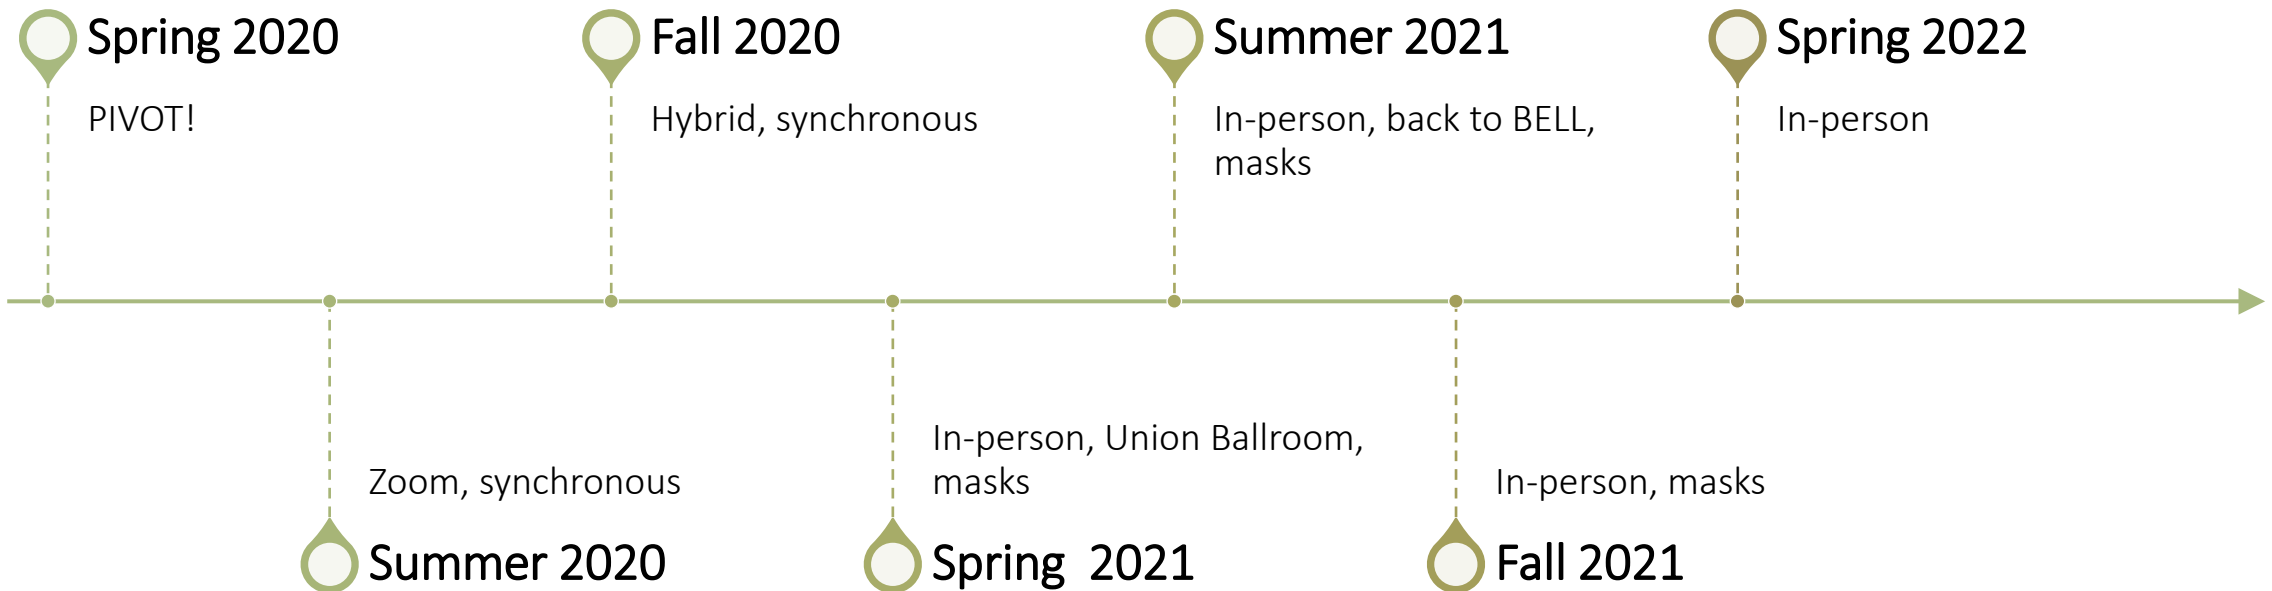 Spring 2020
PIVOT!
Zoom, synchronous
Summer 2020
Fall 2020
Hybrid, synchronous
In-person, Union Ballroom,
masks
Spring  2021
Summer 2021
In-person, back to BELL,
masks
In-person, masks
Fall 2021
Spring 2022
In-person